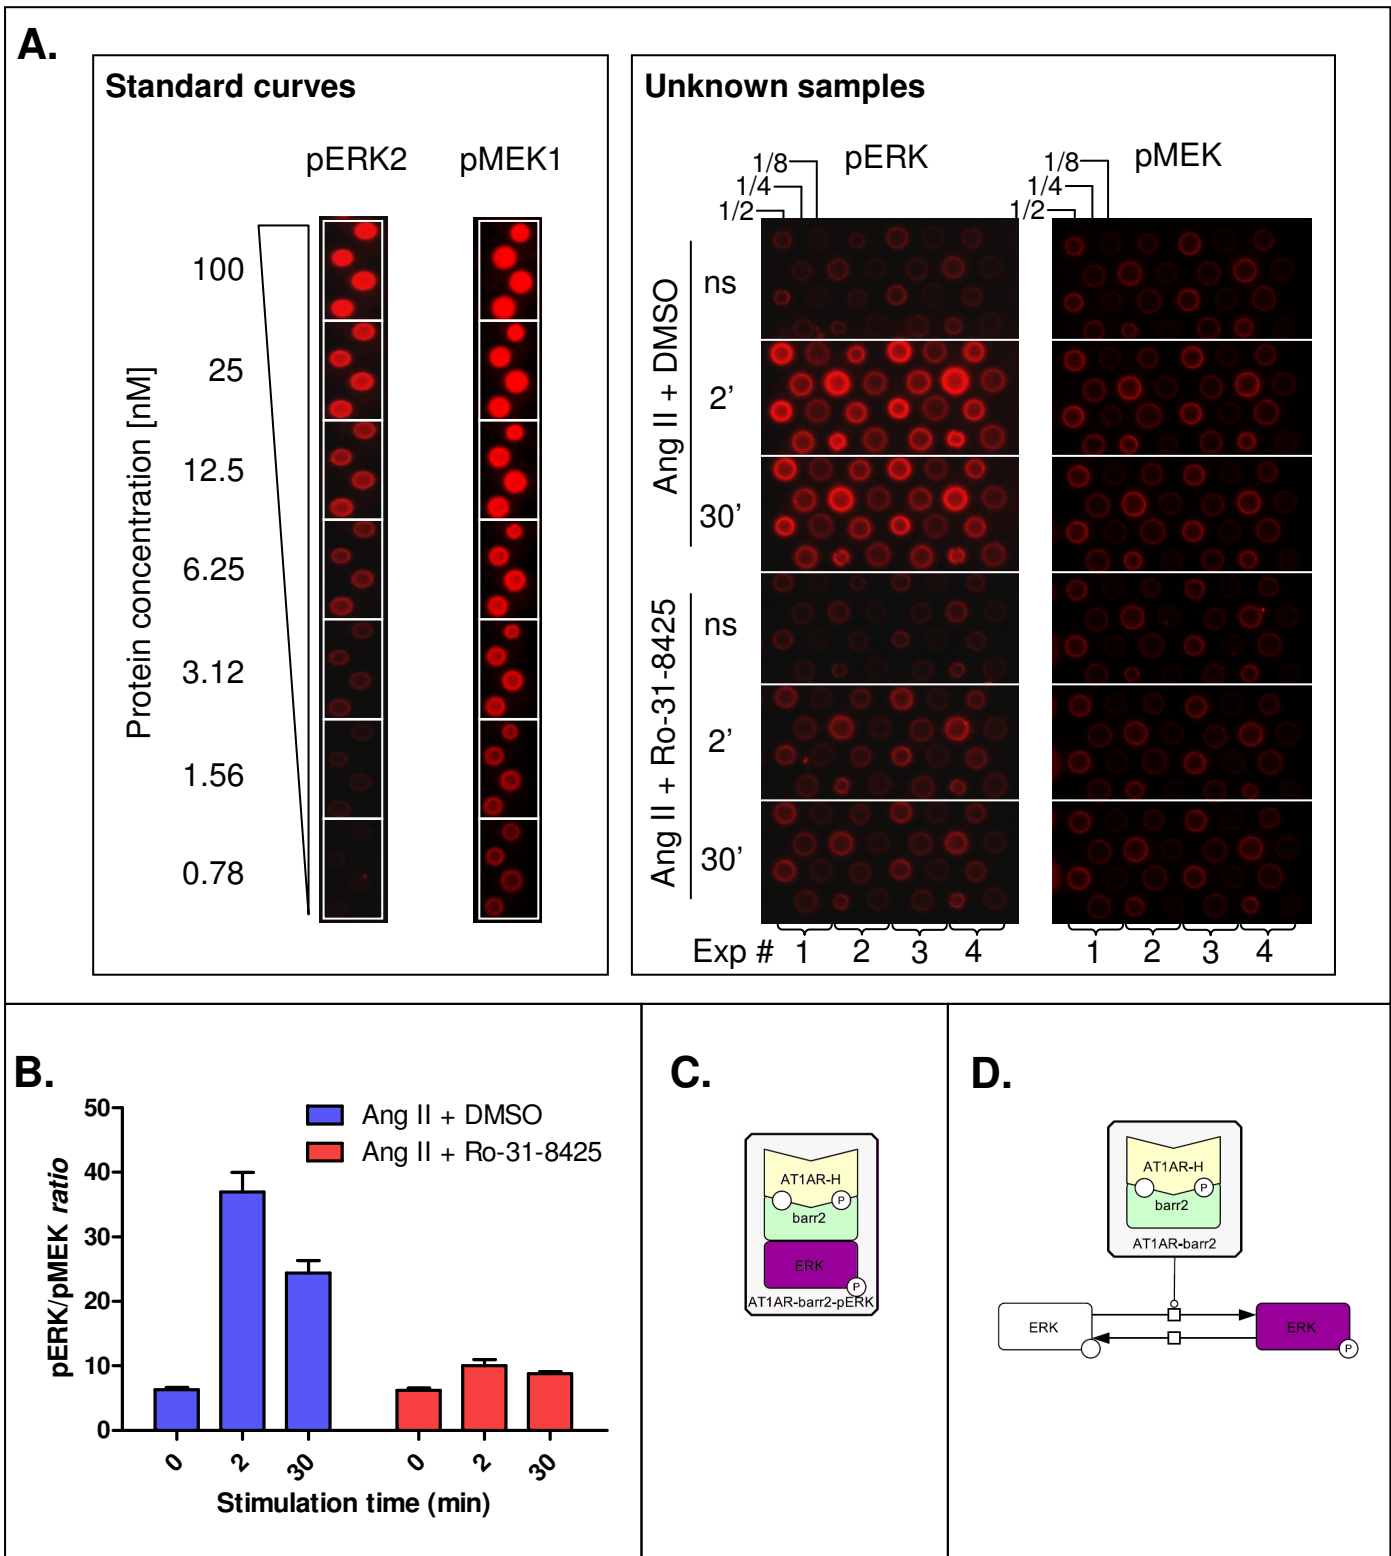 A.
Standard curves
pERK2 pMEK1
Protein concentration [nM]
100
25
12.5
6.25
3.12
1.56
0.78
Unknown samples
pERK pMEK
1/8
1/4
1/2
1/8
1/4
1/2
Ang II + DMSO
ns
2’
30’
Ang II + Ro-31-8425
ns
2’
30’
Exp # 1 2 3 4 1 2 3 4
B.
pERK/pMEK ratio
50
40
30
20
10
0
Ang II + DMSO
Ang II + Ro-31-8425
0 2 30 0 2 30
Stimulation time (min)
C.
AT1AR-H
P
barr2
ERK
P
AT1AR-barr2-pERK
D.
AT1AR-H
P
barr2
AT1AR-barr2
ERK ERK
P